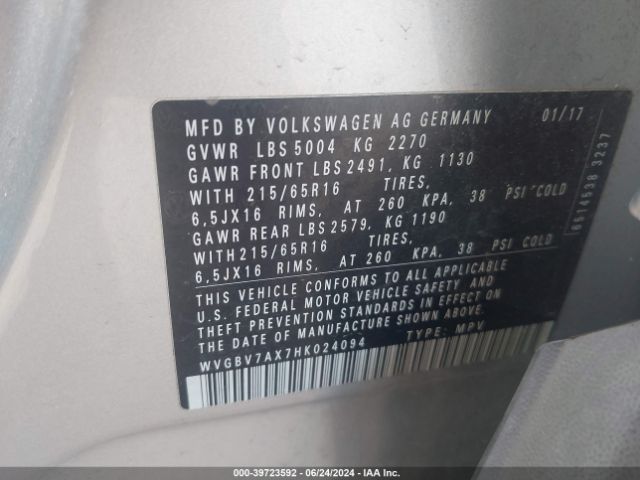 MFD BY VOLKSWAGEN AG GERMANY 01/17
GVWR LBS 5004 KG 2270
GAWR FRONT LBS 2491, KG 1130
WITH 215/65R16 TIRES,
6,5JX16 RIMS, AT 260 KPA, 38 PSI COLD
GAWR REAR LBS 2579, KG 1190
WITH 215/65R16 TIRES,
6,5JX16 RIMS, AT 260 KPA, 38 PSI COLD
THIS VEHICLE CONFORMS TO ALL APPLICABLE
U.S. FEDERAL MOTOR VEHICLE SAFETY AND
THEFT PREVENTION STANDARDS IN EFFECT ON
THE DATE OF MANUFACTURE SHOWN ABOVE.
WVGBV7AX7HK024094 TYPE: MPV
6514538 3237
000-39723592 / 06/24/2024 / IAA Inc.